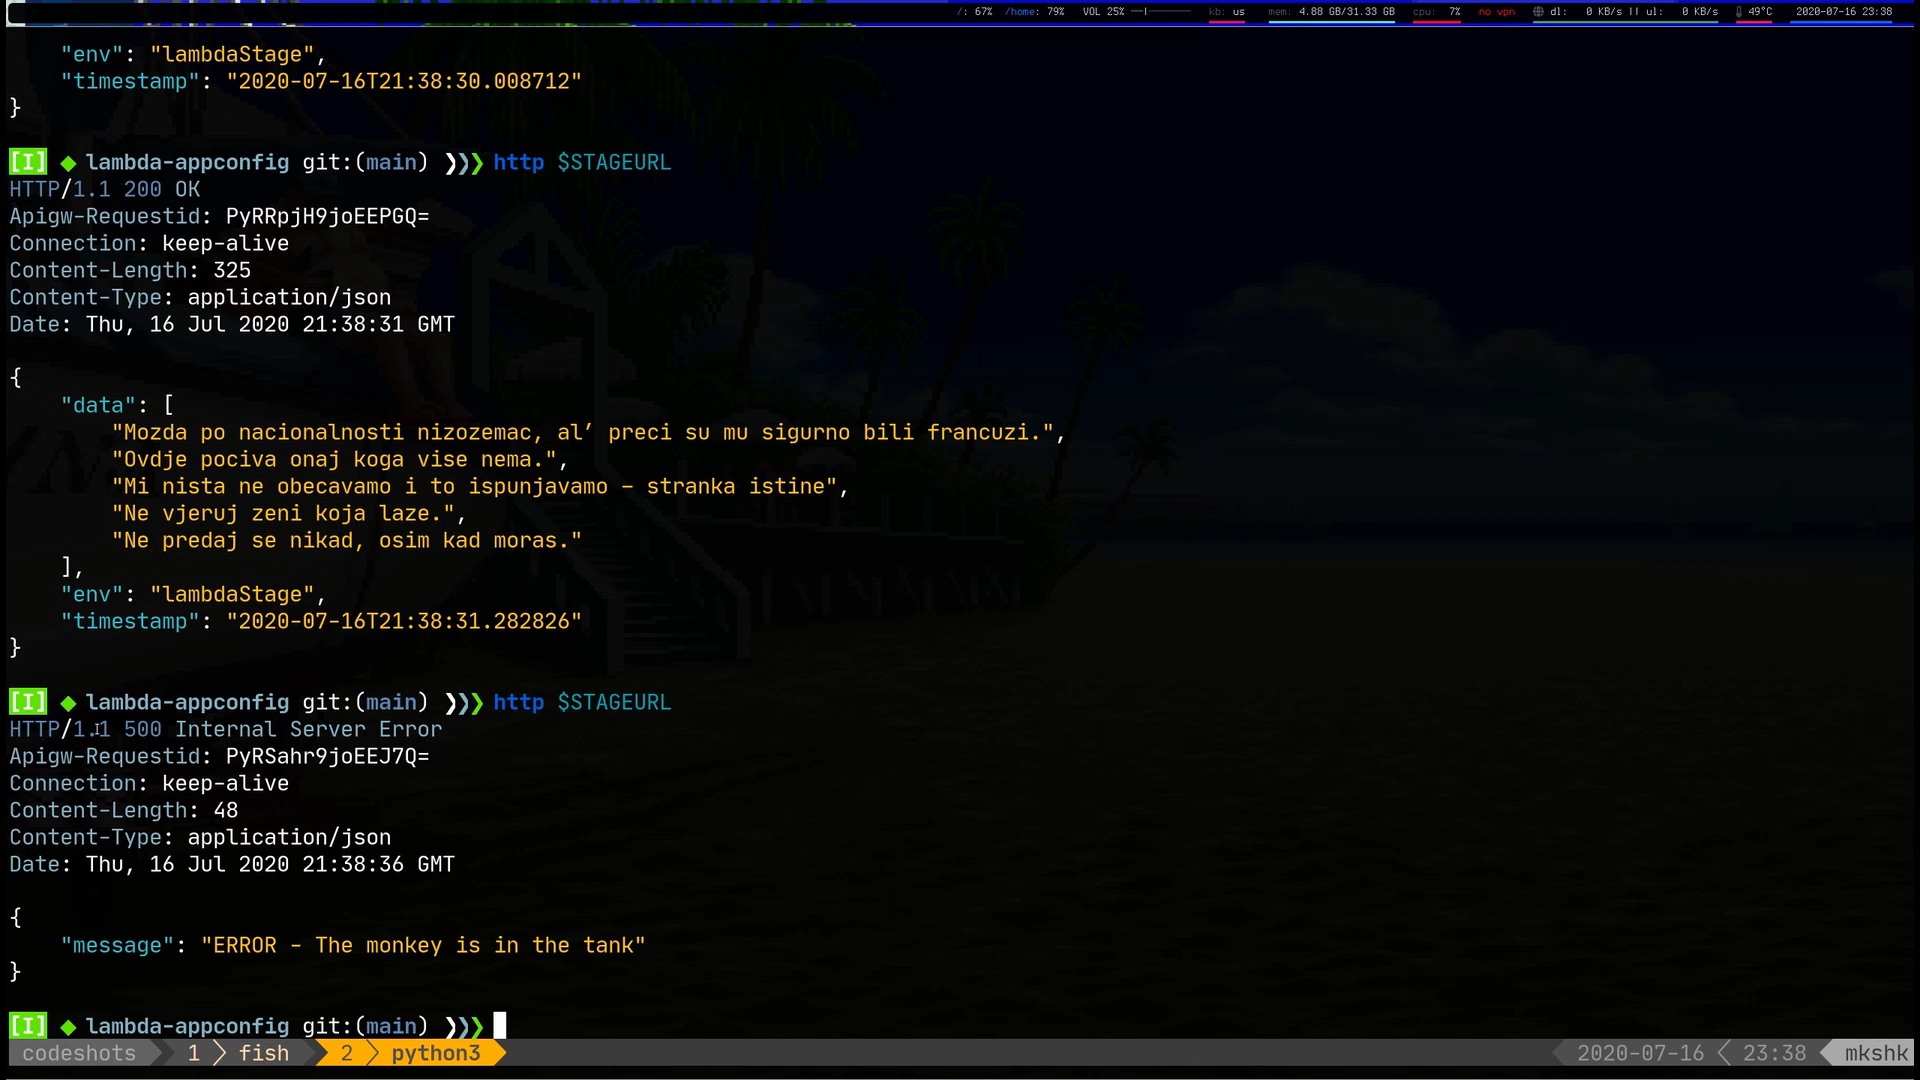 /: 67% /home: 79% VOL 25% kb: us mem: 4.88 GB/31.33 GB cpu: 7% no vpn dl: 0 KB/s || ul: 0 KB/s 49°C 2020-07-16 23:38
"env": "lambdaStage",
"timestamp": "2020-07-16T21:38:30.008712"
}
[I] ◆ lambda-appconfig git:(main) ❯❯❯ http $STAGEURL
HTTP/1.1 200 OK
Apigw-Requestid: PyRRpjH9joEEPGQ=
Connection: keep-alive
Content-Length: 325
Content-Type: application/json
Date: Thu, 16 Jul 2020 21:38:31 GMT
{
"data": [
"Mozda po nacionalnosti nizozemac, al’ preci su mu sigurno bili francuzi.",
"Ovdje pociva onaj koga vise nema.",
"Mi nista ne obecavamo i to ispunjavamo – stranka istine",
"Ne vjeruj zeni koja laze.",
"Ne predaj se nikad, osim kad moras."
],
"env": "lambdaStage",
"timestamp": "2020-07-16T21:38:31.282826"
}
[I] ◆ lambda-appconfig git:(main) ❯❯❯ http $STAGEURL
HTTP/1.1 500 Internal Server Error
Apigw-Requestid: PyRSahr9joEEJ7Q=
Connection: keep-alive
Content-Length: 48
Content-Type: application/json
Date: Thu, 16 Jul 2020 21:38:36 GMT
{
"message": "ERROR - The monkey is in the tank"
}
[I] ◆ lambda-appconfig git:(main) ❯❯❯
codeshots 1 fish 2 python3 2020-07-16 23:38 mkshk